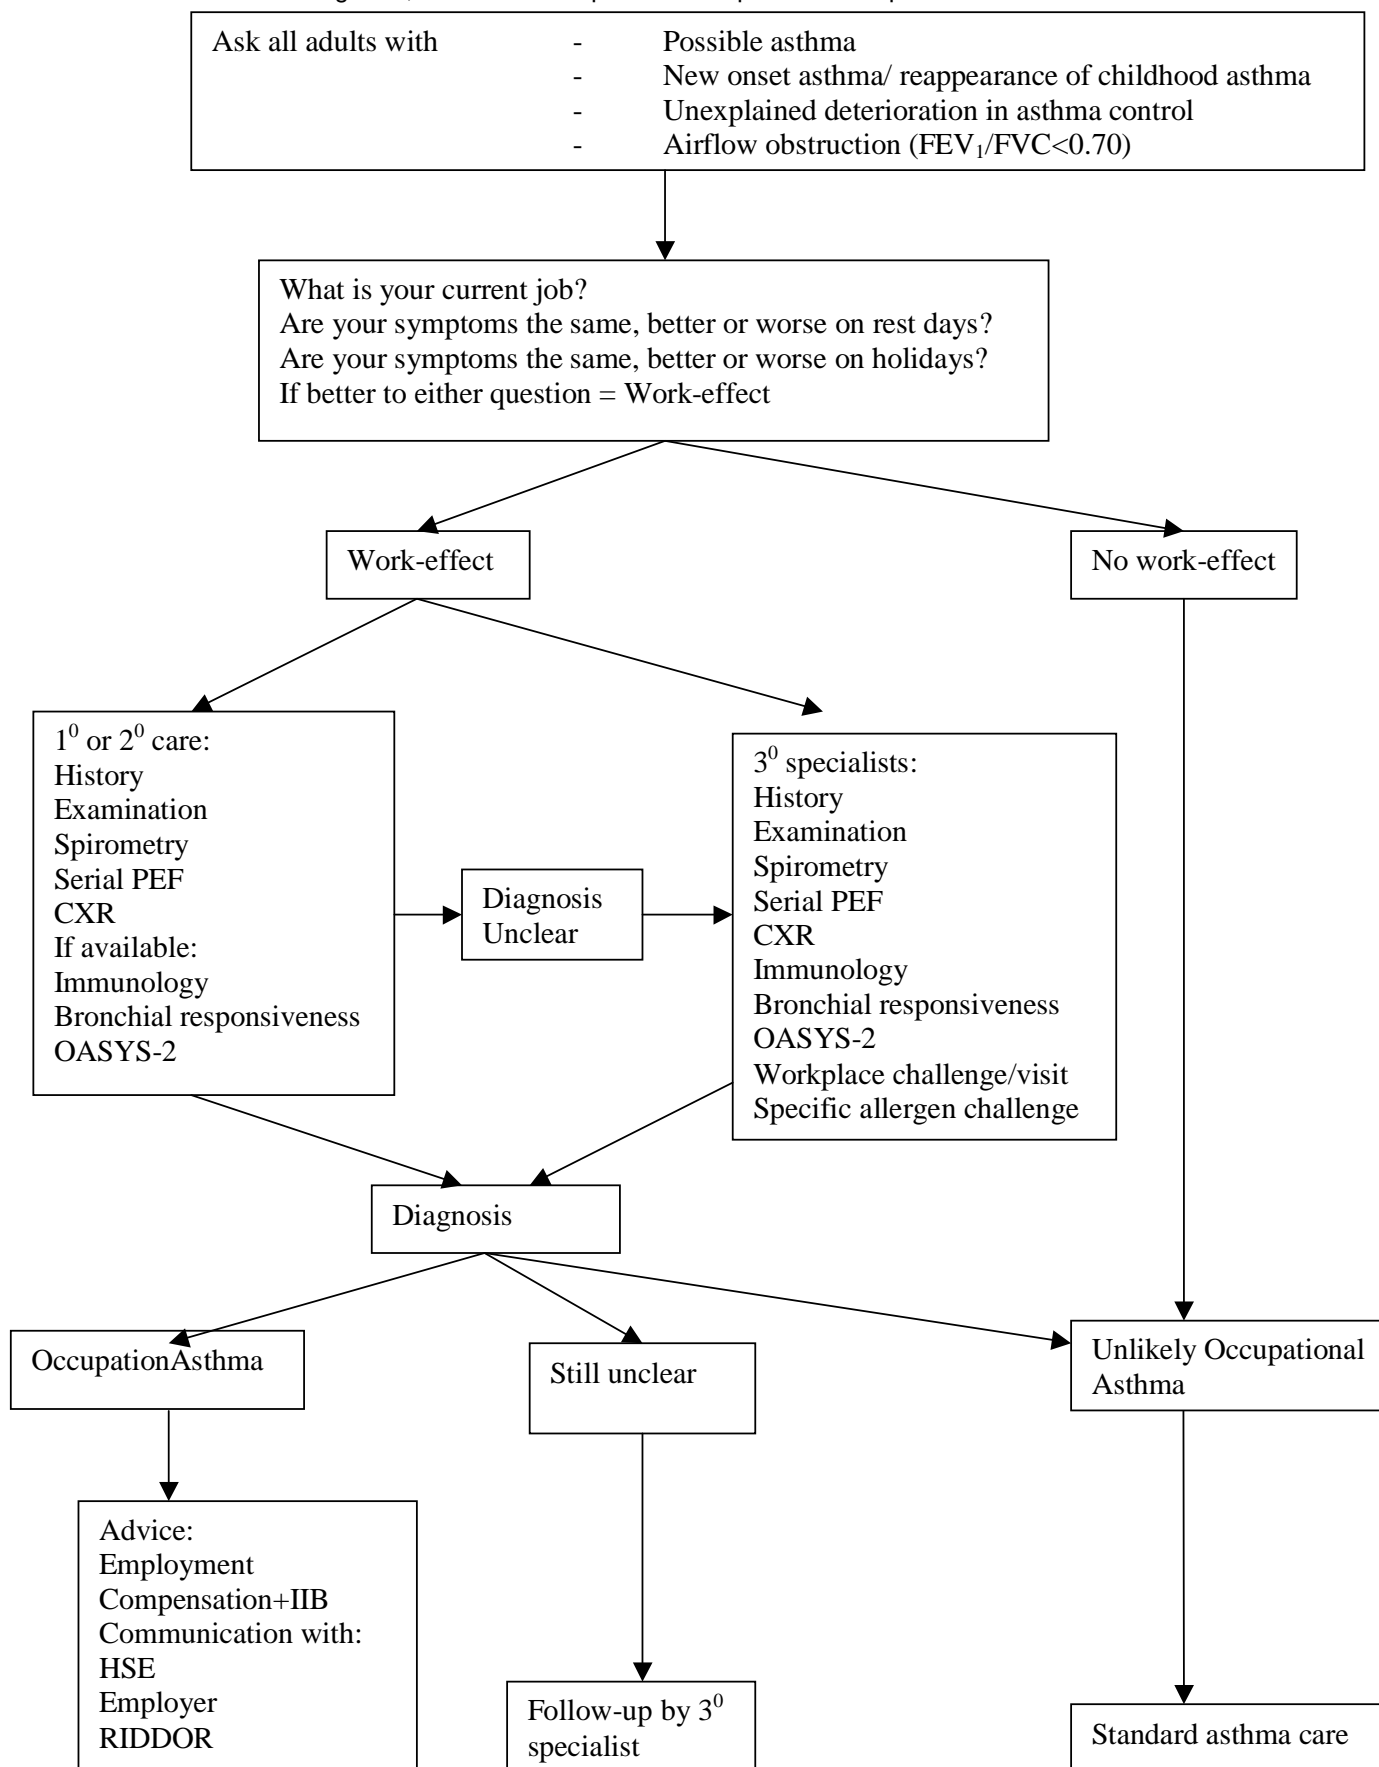 Ask all adults with - Possible asthma
- New onset asthma/ reappearance of childhood asthma
- Unexplained deterioration in asthma control
- Airflow obstruction (FEV₁/FVC<0.70)
What is your current job?
Are your symptoms the same, better or worse on rest days?
Are your symptoms the same, better or worse on holidays?
If better to either question = Work-effect
Work-effect
No work-effect
1⁰ or 2⁰ care:
History
Examination
Spirometry
Serial PEF
CXR
If available:
Immunology
Bronchial responsiveness
OASYS-2
Diagnosis
Unclear
3⁰ specialists:
History
Examination
Spirometry
Serial PEF
CXR
Immunology
Bronchial responsiveness
OASYS-2
Workplace challenge/visit
Specific allergen challenge
Diagnosis
OccupationAsthma
Still unclear
Unlikely Occupational
Asthma
Advice:
Employment
Compensation+IIB
Communication with:
HSE
Employer
RIDDOR
Follow-up by 3⁰
specialist
Standard asthma care